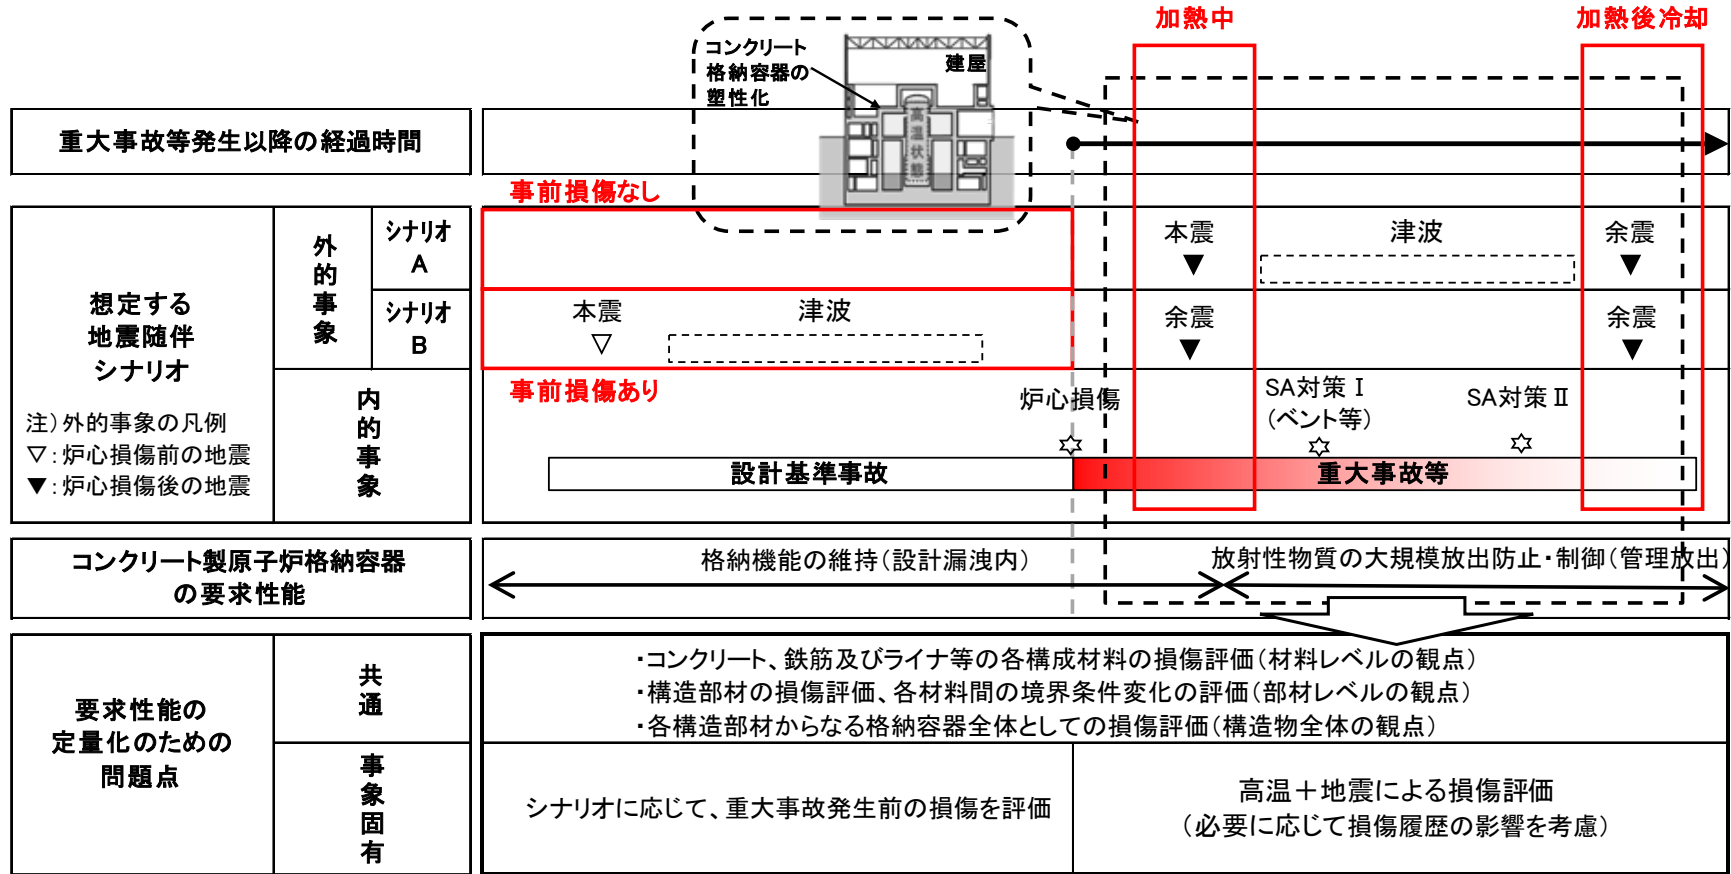 加熱中
加熱後冷却
コンクリート
格納容器の
塑性化
建屋
高温状態
重大事故等発生以降の経過時間
事前損傷なし
想定する
地震随伴
シナリオ
注)外的事象の凡例
▽:炉心損傷前の地震
▼:炉心損傷後の地震
外的事象
シナリオ
A
本震
▼
津波
余震
▼
シナリオ
B
本震
▽
津波
余震
▼
余震
▼
事前損傷あり
内的事象
炉心損傷
SA対策Ⅰ
(ベント等)
SA対策Ⅱ
設計基準事故
重大事故等
コンクリート製原子炉格納容器
の要求性能
格納機能の維持(設計漏洩内)
放射性物質の大規模放出防止・制御(管理放出)
要求性能の
定量化のための
問題点
共通
・コンクリート、鉄筋及びライナ等の各構成材料の損傷評価(材料レベルの観点)
・構造部材の損傷評価、各材料間の境界条件変化の評価(部材レベルの観点)
・各構造部材からなる格納容器全体としての損傷評価(構造物全体の観点)
事象固有
シナリオに応じて、重大事故発生前の損傷を評価
高温+地震による損傷評価
(必要に応じて損傷履歴の影響を考慮)